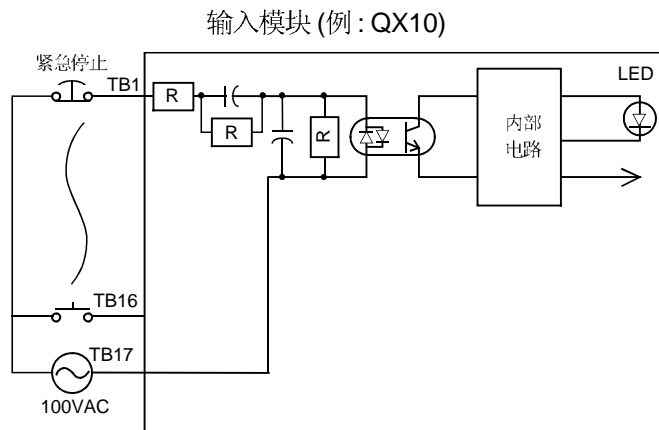 输入模块 (例 : QX10)
紧急停止
TB1
LED
R
R
R
内部
电路
TB16
TB17
100VAC